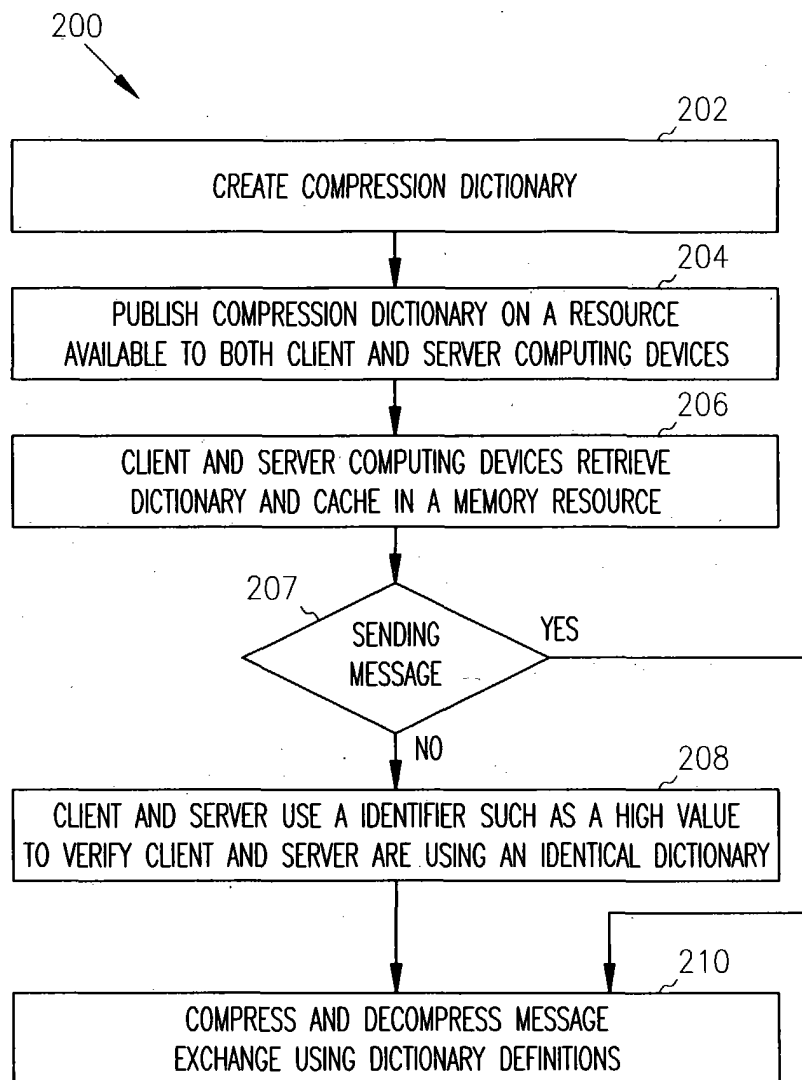 200
202
CREATE COMPRESSION DICTIONARY
204
PUBLISH COMPRESSION DICTIONARY ON A RESOURCE
AVAILABLE TO BOTH CLIENT AND SERVER COMPUTING DEVICES
206
CLIENT AND SERVER COMPUTING DEVICES RETRIEVE
DICTIONARY AND CACHE IN A MEMORY RESOURCE
207
SENDING
MESSAGE
YES
NO
208
CLIENT AND SERVER USE A IDENTIFIER SUCH AS A HIGH VALUE
TO VERIFY CLIENT AND SERVER ARE USING AN IDENTICAL DICTIONARY
210
COMPRESS AND DECOMPRESS MESSAGE
EXCHANGE USING DICTIONARY DEFINITIONS